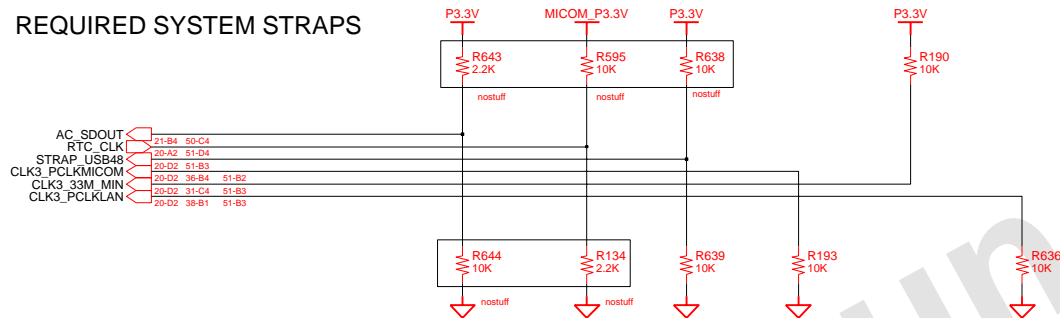 P3.3V MICOM_P3.3V P3.3V P3.3V
REQUIRED SYSTEM STRAPS
R643 R595 R638 R190
2.2K 10K 10K 10K
nostuff nostuff nostuff
AC_SDOUT
21-B4 50-C4
RTC_CLK
20-A2 51-D4
STRAP_USB48
20-D2 51-B3
CLK3_PCLKMICOM
20-D2 36-B4 51-B2
CLK3_33M_MIN
20-D2 31-C4 51-B3
CLK3_PCLKLAN
20-D2 38-B1 51-B3
R644 R134 R639 R193 R636
10K 2.2K 10K 10K 10K
nostuff nostuff